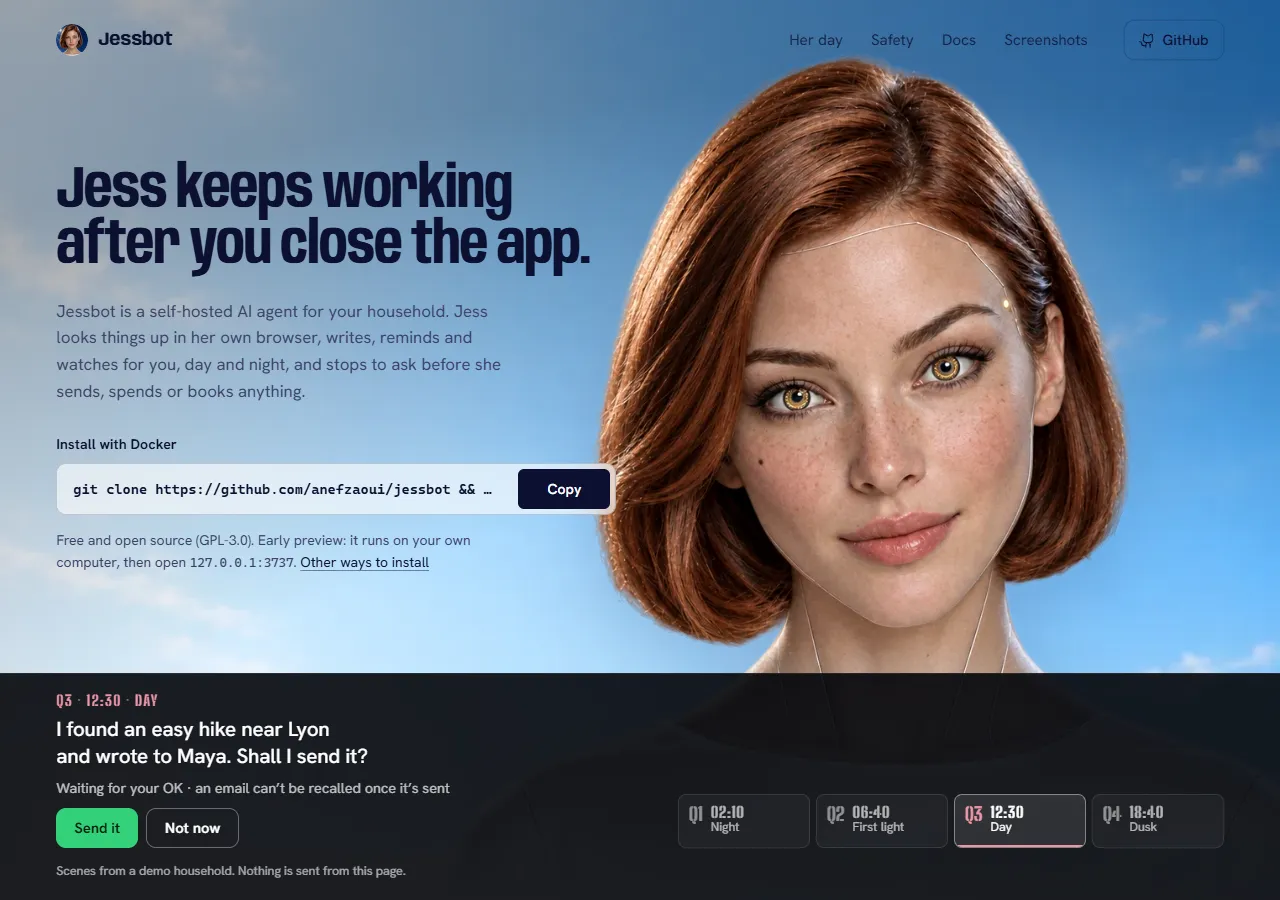 Jessbot
Her day
Safety
Docs
Screenshots
GitHub
Jess keeps working
after you close the app.
Jessbot is a self-hosted AI agent for your household. Jess
looks things up in her own browser, writes, reminds and
watches for you, day and night, and stops to ask before she
sends, spends or books anything.
Install with Docker
git clone https://github.com/anefzaoui/jessbot && …
Copy
Free and open source (GPL-3.0). Early preview: it runs on your own
computer, then open 127.0.0.1:3737. Other ways to install
Q3 · 12:30 · DAY
I found an easy hike near Lyon
and wrote to Maya. Shall I send it?
Waiting for your OK · an email can’t be recalled once it’s sent
Send it
Not now
Q1 02:10
Night
Q2 06:40
First light
Q3 12:30
Day
Q4 18:40
Dusk
Scenes from a demo household. Nothing is sent from this page.